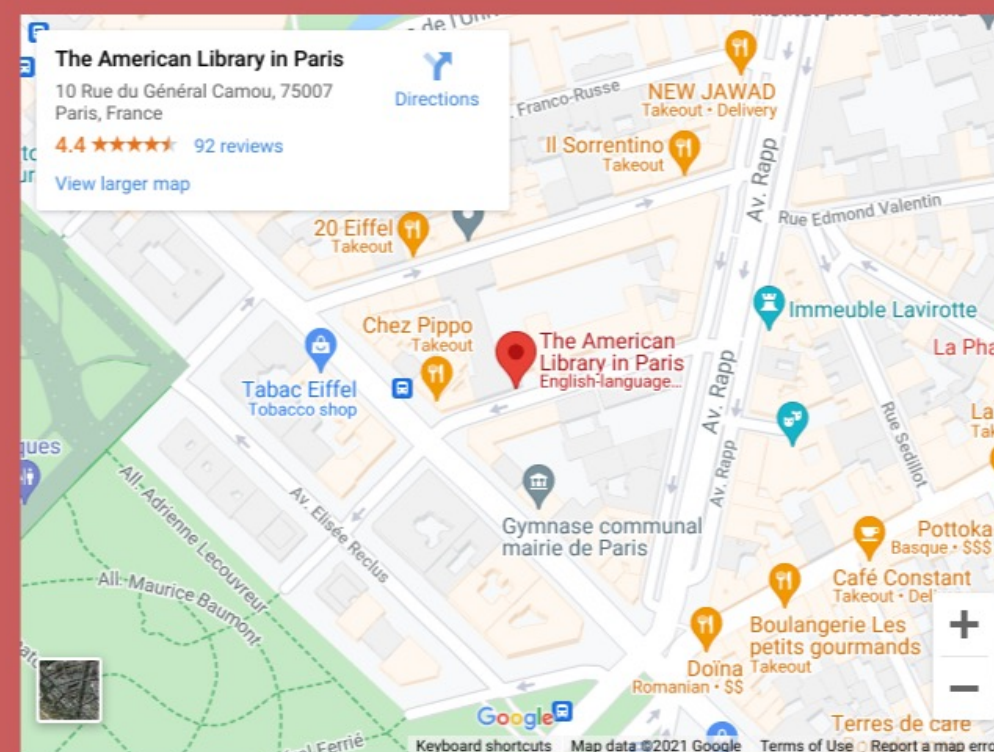 The American Library in Paris
10 Rue du Général Camou, 75007
Paris, France
Directions
4.4
92 reviews
View larger map
Franco-Russe
NEW JAWAD
Takeout • Delivery
Il Sorrentino
Takeout
Av. Rapp
Rue Edmond Valentin
20 Eiffel
Takeout
Immeuble Lavirotte
Chez Pippo
Takeout
The American
Library in Paris
English-language...
La Pha
Tabac Eiffel
Tobacco shop
Av. Rapp
Rue Sedillot
La
Tak
ques
Av. Rapp
All. Adrienne Lecouvreur
Av. Elisée Reclus
Gymnase communal
mairie de Paris
Pottoka
Basque • $$$
All. Maurice Baumont
Café Constant
Takeout • Del
Boulangerie Les
petits gourmands
Takeout
Doïna
Romanian • $$
+
−
Google
Terres de café
Ferrié
Keyboard shortcuts
Map data ©2021 Google
Terms of Use
Report a map error